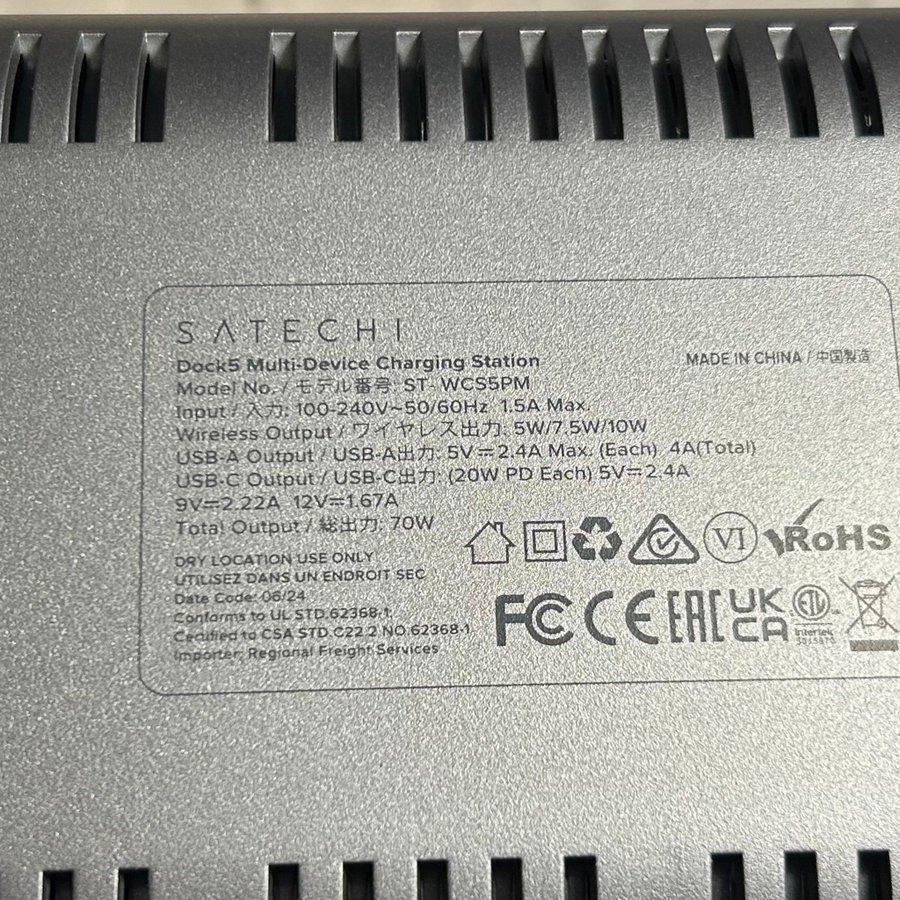 SATECHI
Dock5 Multi-Device Charging Station
MADE IN CHINA / 中国製造
Model No. / モデル番号: ST- WCS5PM
Input / 入力: 100-240V~50/60Hz 1.5A Max.
Wireless Output / ワイヤレス出力: 5W/7.5W/10W
USB-A Output / USB-A出力: 5V⎓2.4A Max. (Each) 4A(Total)
USB-C Output / USB-C出力: (20W PD Each) 5V⎓2.4A
9V⎓2.22A 12V⎓1.67A
Total Output / 総出力: 70W
VI RoHS
DRY LOCATION USE ONLY
UTILISEZ DANS UN ENDROIT SEC
Date Code: 06/24
Conforms to UL STD.62368-1,
Cedified to CSA STD.C22.2 NO.62368-1
Importer; Regional Freight Services
FC CE EAC UK CA ETL
Intertek